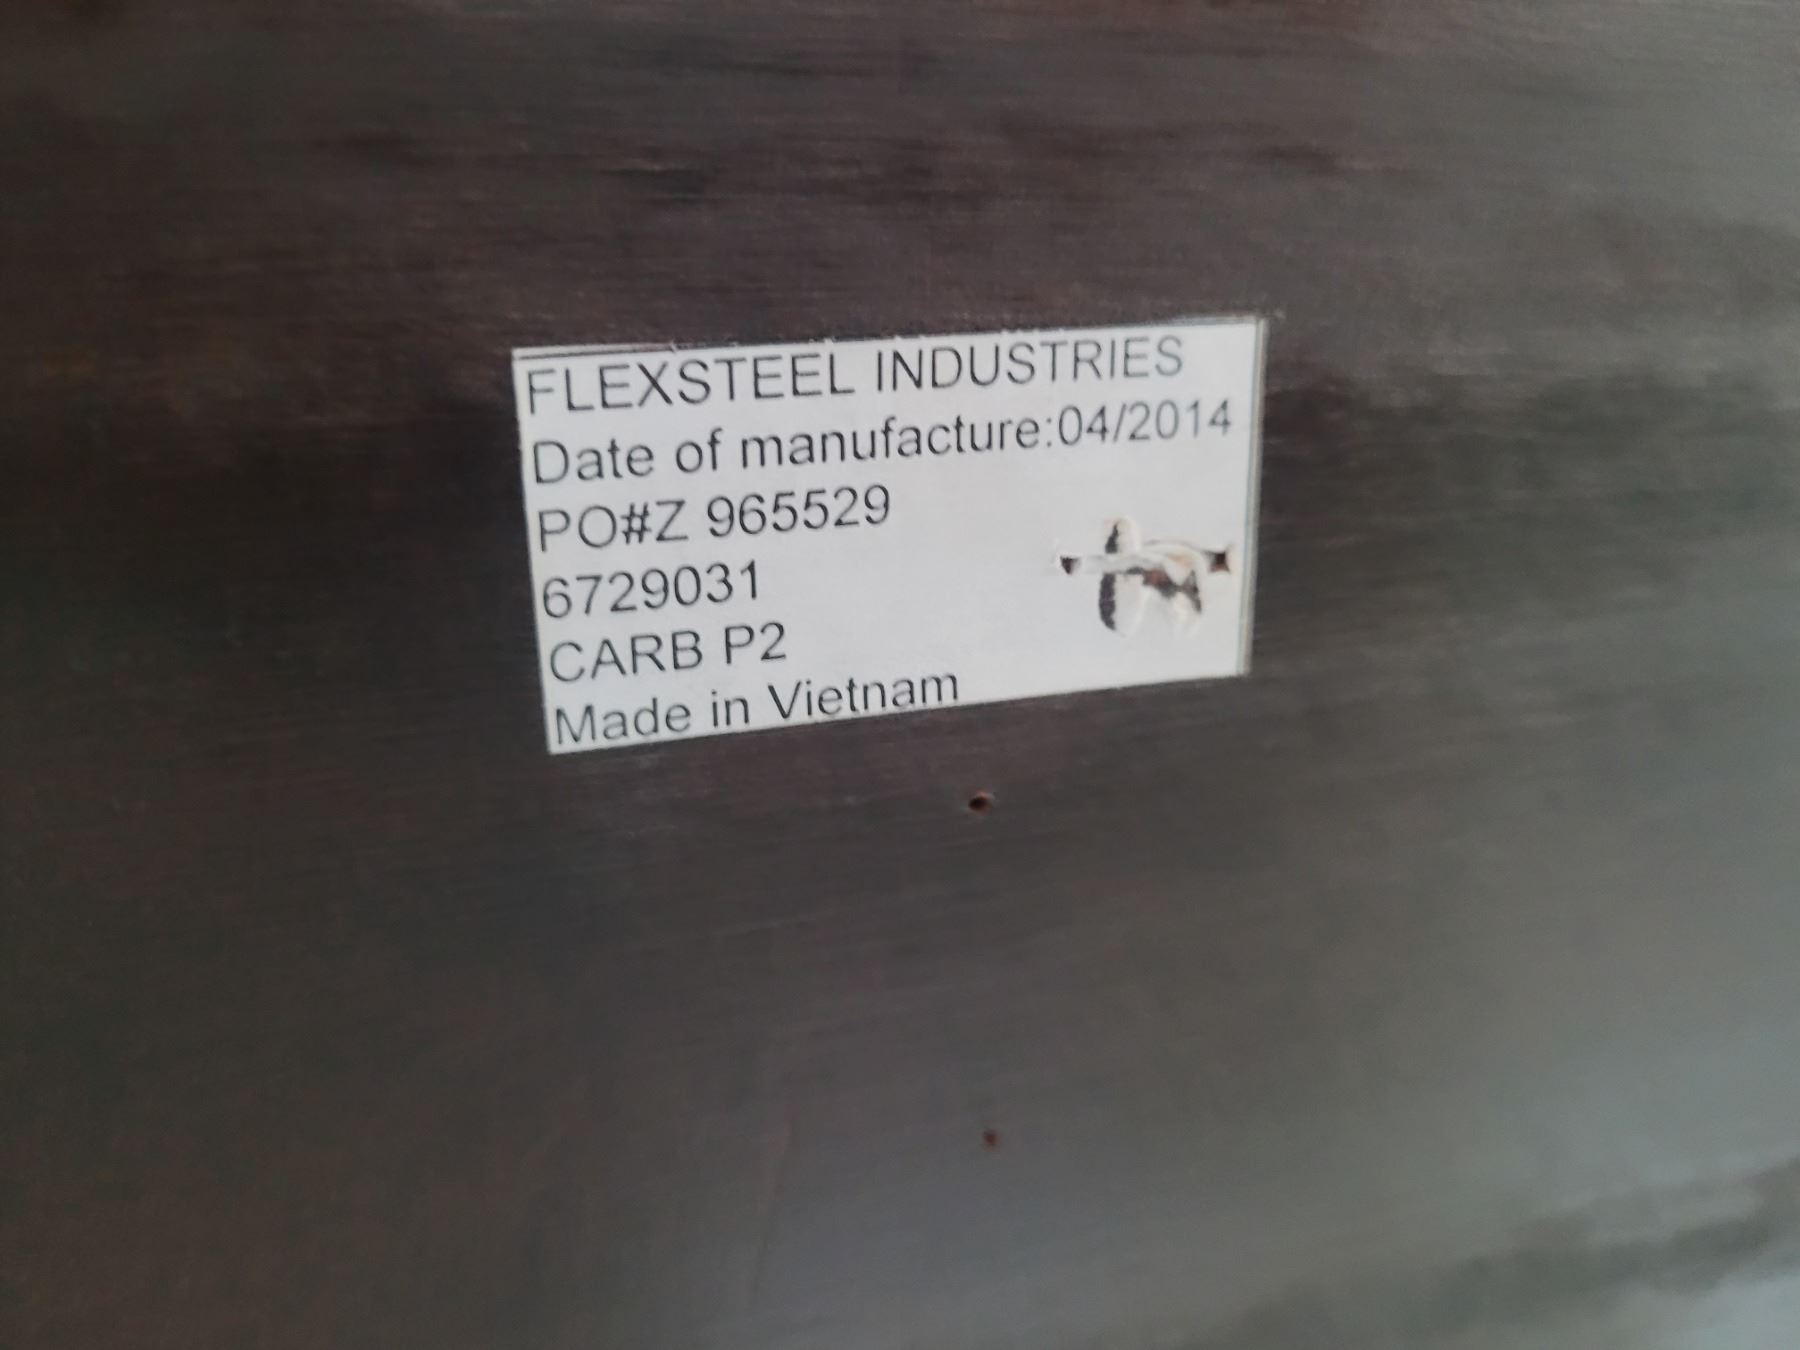 FLEXSTEEL INDUSTRIES
Date of manufacture:04/2014
PO#Z 965529
6729031
CARB P2
Made in Vietnam